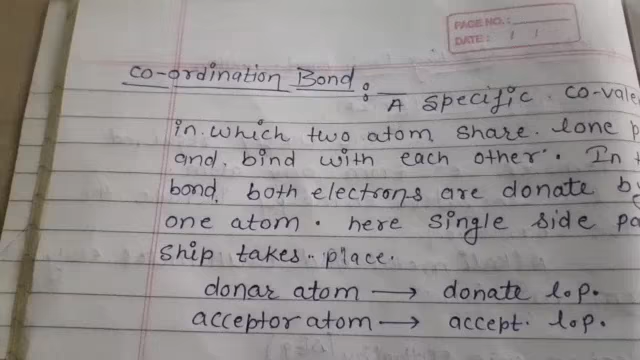 PAGE NO.:
DATE: / /
co-ordination Bond :
A specific. co-vale
in. which two atom share. lone p
and. bind with each other. In t
bond. both electrons are donate by
one atom. here single side pa
ship takes.. place.
donar atom → donate l.p.
acceptor atom → accept. l.p.